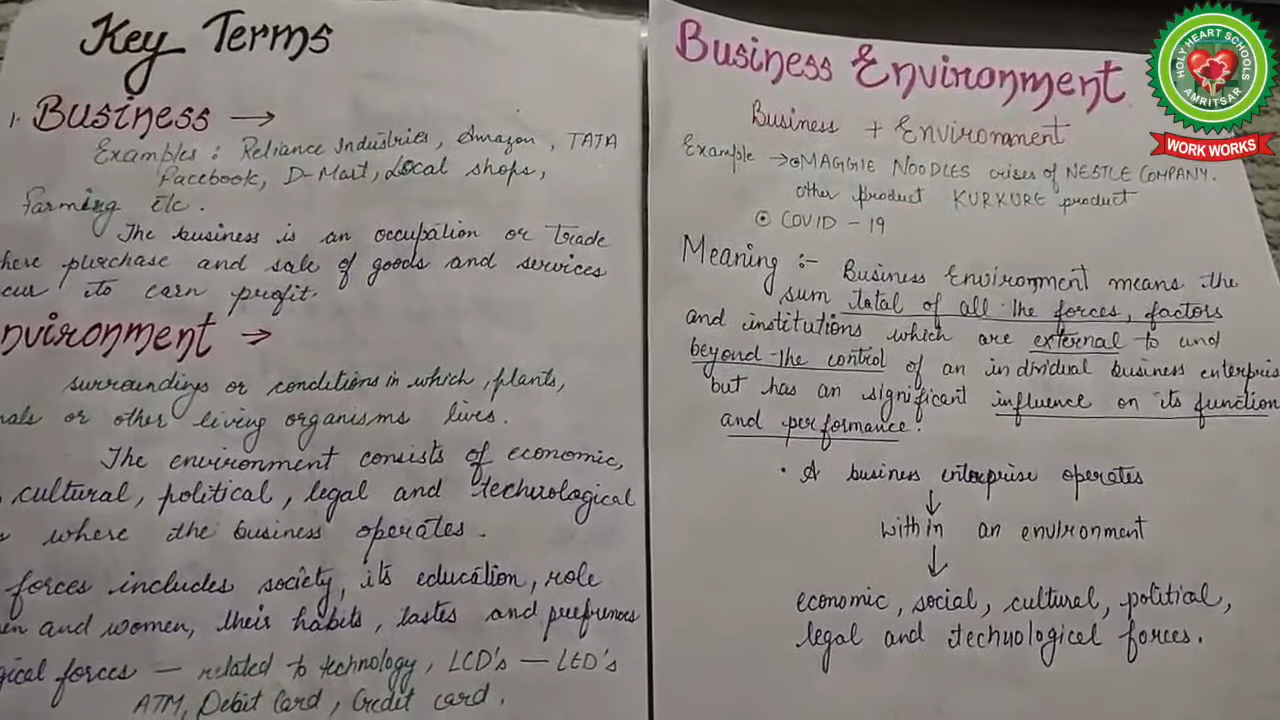 Key Terms
1. Business →
Examples : Reliance Industries, Amazon, TATA
Facebook, D-Mart, Local shops,
Farming etc.
The business is an occupation or trade
here purchase and sale of goods and services
cur to earn profit.
nvironment →
surroundings or conditions in which, plants,
mals or other living organisms lives.
The environment consists of economic,
, cultural, political, legal and technological
s where the business operates.
forces includes society, its education, role
en and women, their habits, tastes and prefrences
gical forces — related to technology, LCD's — LED's
ATM, Debit Card, Credit card.
Business Environment
Business + Environment
Example → MAGGIE NOODLES crises of NESTLE COMPANY.
other product KURKURE product
COVID - 19
Meaning :- Business Environment means the
sum total of all the forces, factors
and institutions which are external to and
beyond the control of an individual business enterpris
but has an significant influence on its function
and performance.
• A business enterprise operates
↓
within an environment
↓
economic, social, cultural, politial,
legal and technological forces.
HOLY HEART SCHOOLS
AMRITSAR
WORK WORKS